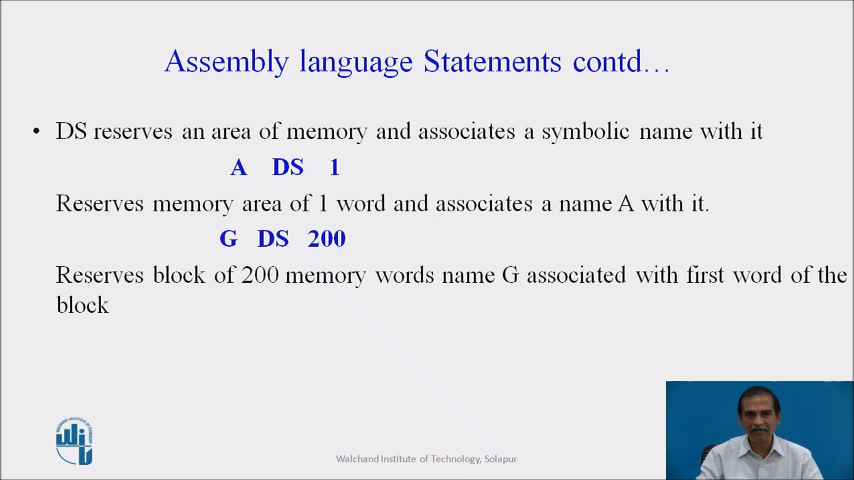 Assembly language Statements contd…
• DS reserves an area of memory and associates a symbolic name with it
A DS 1
Reserves memory area of 1 word and associates a name A with it.
G DS 200
Reserves block of 200 memory words name G associated with first word of the
block
Walchand Institute of Technology, Solapur